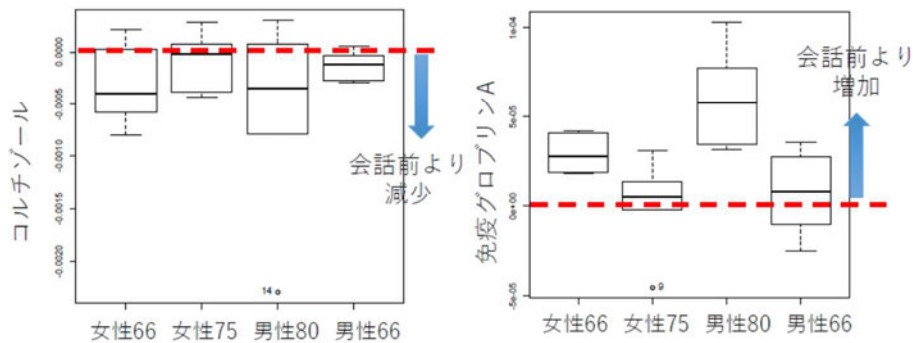 コルチゾール
0.0000
-0.0005
-0.0010
-0.0015
-0.0020
14
会話前より
減少
女性66 女性75 男性80 男性66
免疫グロブリンA
1e-04
5e-05
0e+00
-5e-05
9
会話前より
増加
女性66 女性75 男性80 男性66